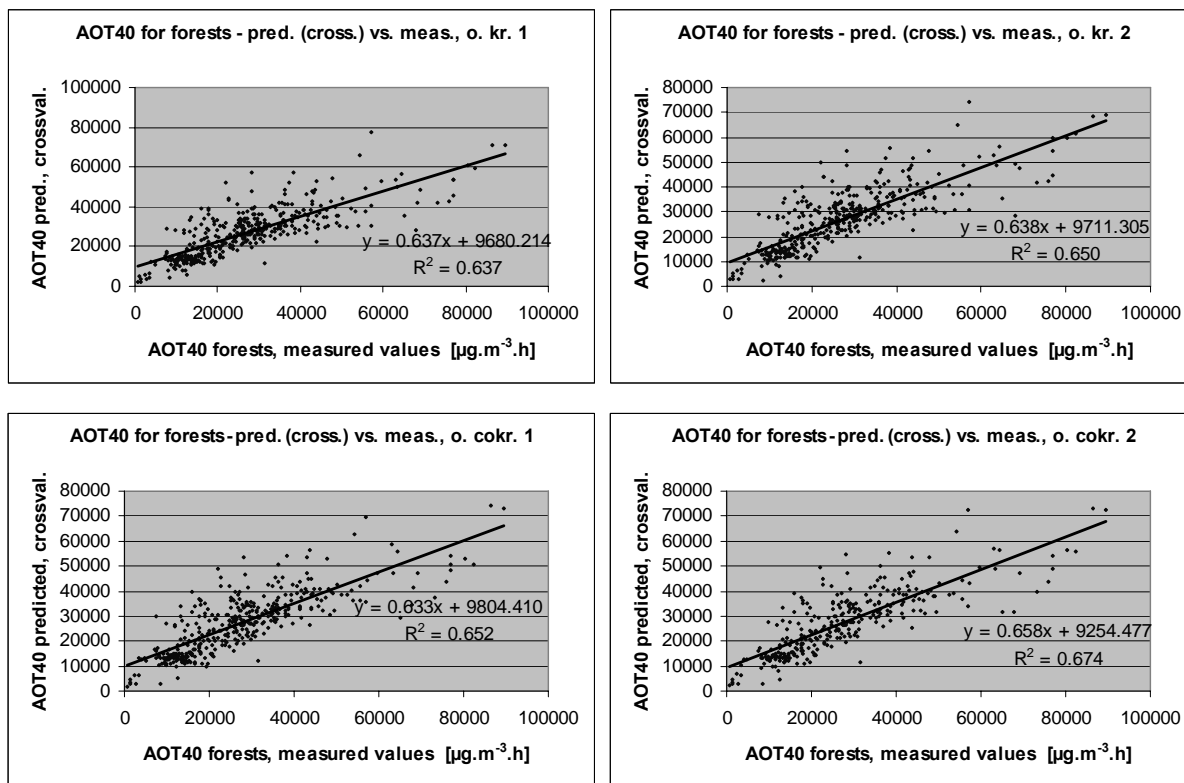 AOT40 for forests - pred. (cross.) vs. meas., o. kr. 1
AOT40 pred., crossval.
100000
80000
60000
40000
20000
0
y = 0.637x + 9680.214
R² = 0.637
0 20000 40000 60000 80000 100000
AOT40 forests, measured values [µg.m⁻³.h]
AOT40 for forests - pred. (cross.) vs. meas., o. kr. 2
AOT40 pred., crossval.
80000
70000
60000
50000
40000
30000
20000
10000
0
y = 0.638x + 9711.305
R² = 0.650
0 20000 40000 60000 80000 100000
AOT40 forests, measured values [µg.m⁻³.h]
AOT40 for forests-pred. (cross.) vs. meas., o. cokr. 1
AOT40 predicted, crossval.
80000
70000
60000
50000
40000
30000
20000
10000
0
y = 0.633x + 9804.410
R² = 0.652
0 20000 40000 60000 80000 100000
AOT40 forests, measured values [µg.m⁻³.h]
AOT40 for forests-pred. (cross.) vs. meas., o. cokr. 2
AOT40 predicted, crossval.
80000
70000
60000
50000
40000
30000
20000
10000
0
y = 0.658x + 9254.477
R² = 0.674
0 20000 40000 60000 80000 100000
AOT40 forests, measured values [µg.m⁻³.h]